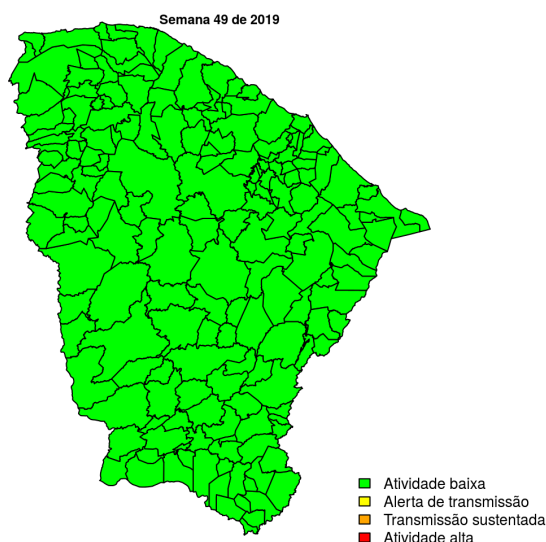 Semana 49 de 2019
Atividade baixa
Alerta de transmissão
Transmissão sustentada
Atividade alta